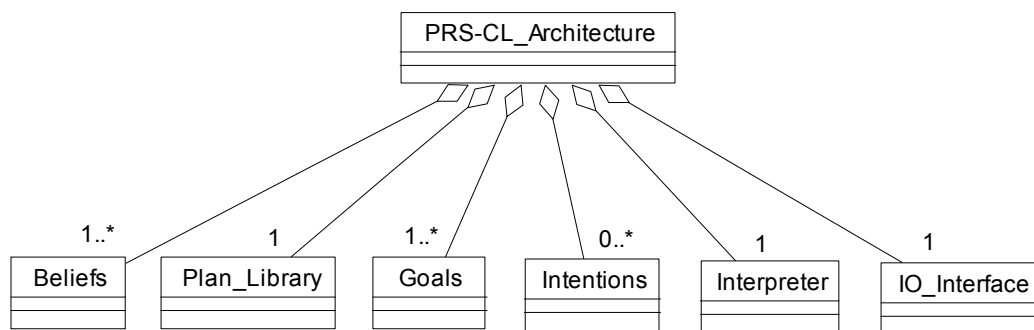 PRS-CL_Architecture
1..*
1
1..*
0..*
1
1
Beliefs
Plan_Library
Goals
Intentions
Interpreter
IO_Interface